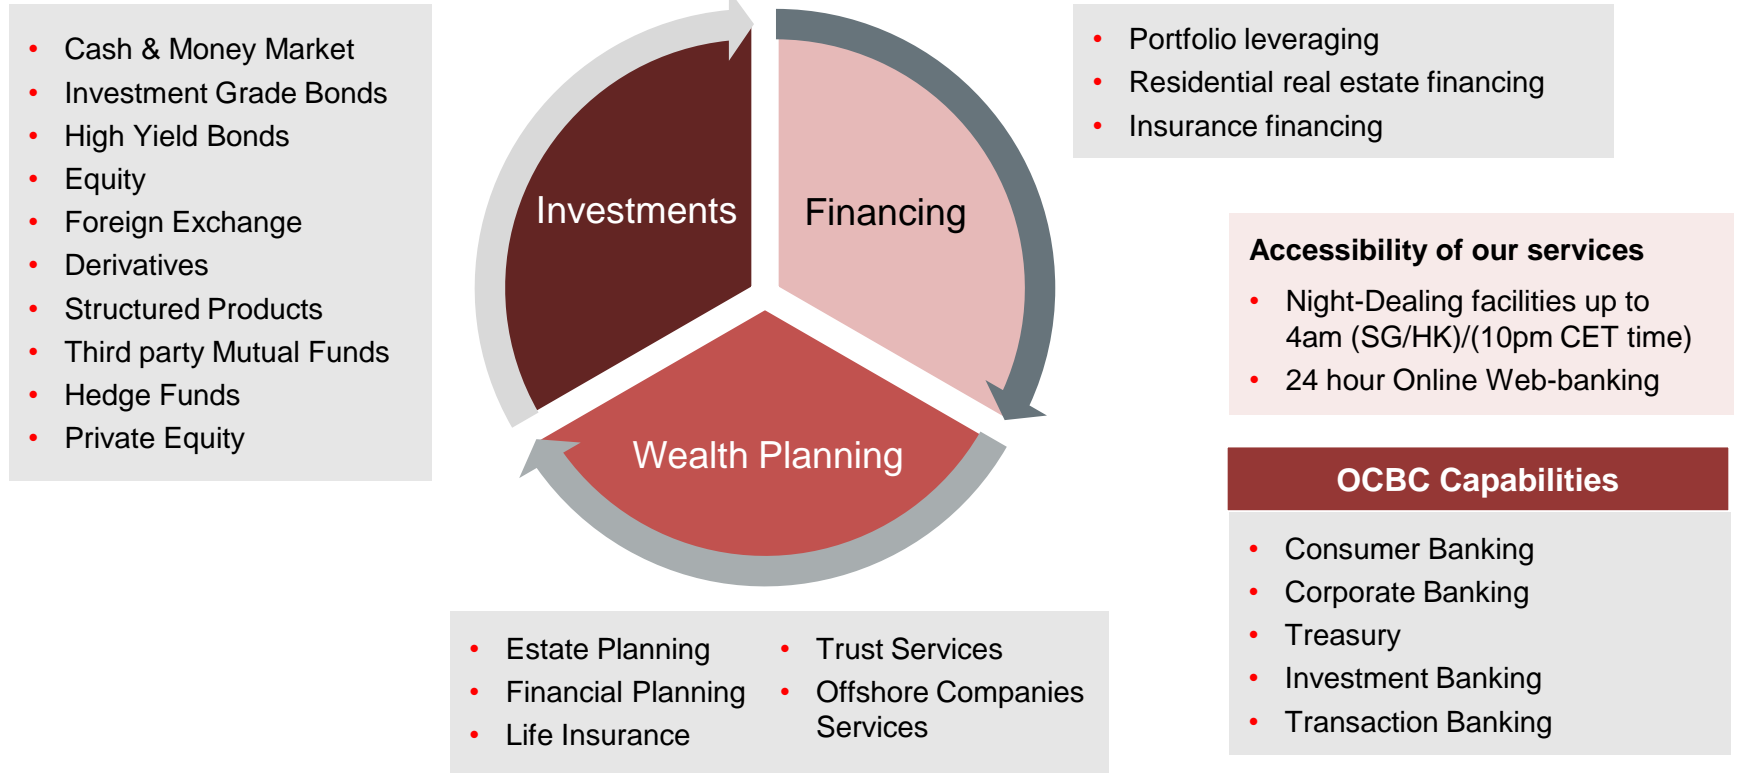 • Cash & Money Market
• Investment Grade Bonds
• High Yield Bonds
• Equity
• Foreign Exchange
• Derivatives
• Structured Products
• Third party Mutual Funds
• Hedge Funds
• Private Equity
Investments
Financing
Wealth Planning
• Portfolio leveraging
• Residential real estate financing
• Insurance financing
Accessibility of our services
• Night-Dealing facilities up to
4am (SG/HK)/(10pm CET time)
• 24 hour Online Web-banking
• Estate Planning
• Financial Planning
• Life Insurance
• Trust Services
• Offshore Companies
Services
OCBC Capabilities
• Consumer Banking
• Corporate Banking
• Treasury
• Investment Banking
• Transaction Banking